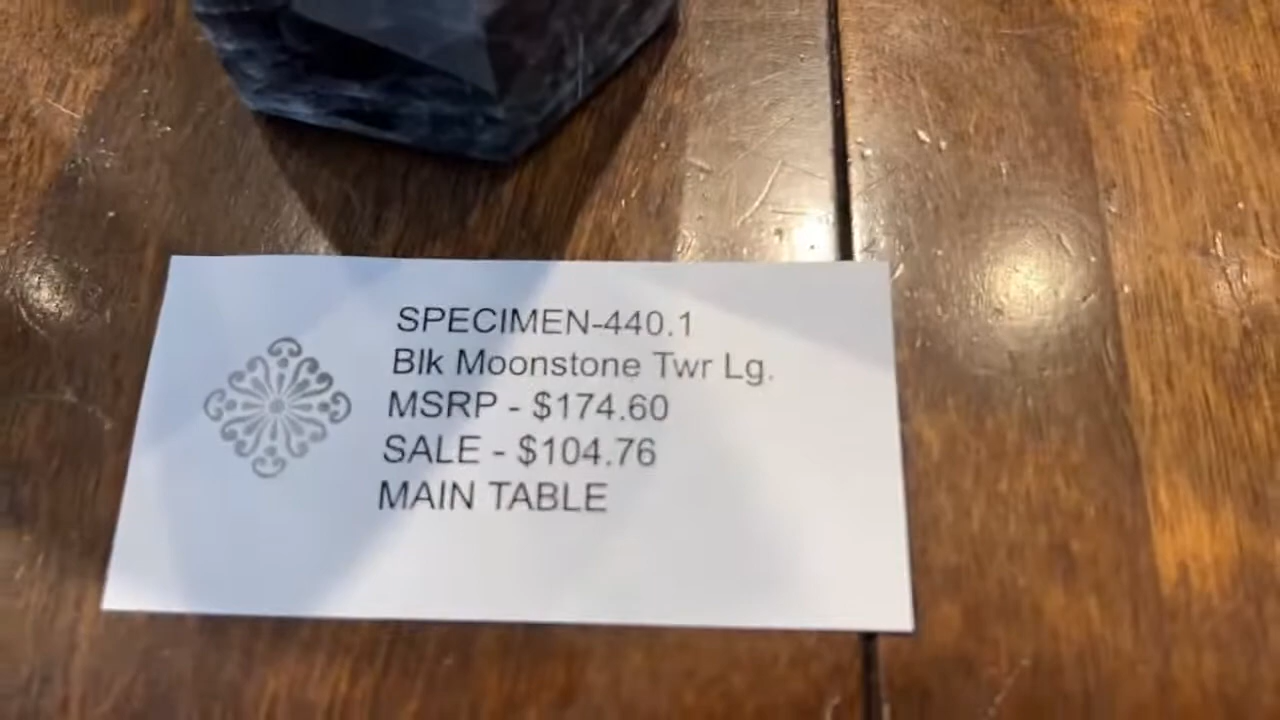 SPECIMEN-440.1
Blk Moonstone Twr Lg.
MSRP - $174.60
SALE - $104.76
MAIN TABLE